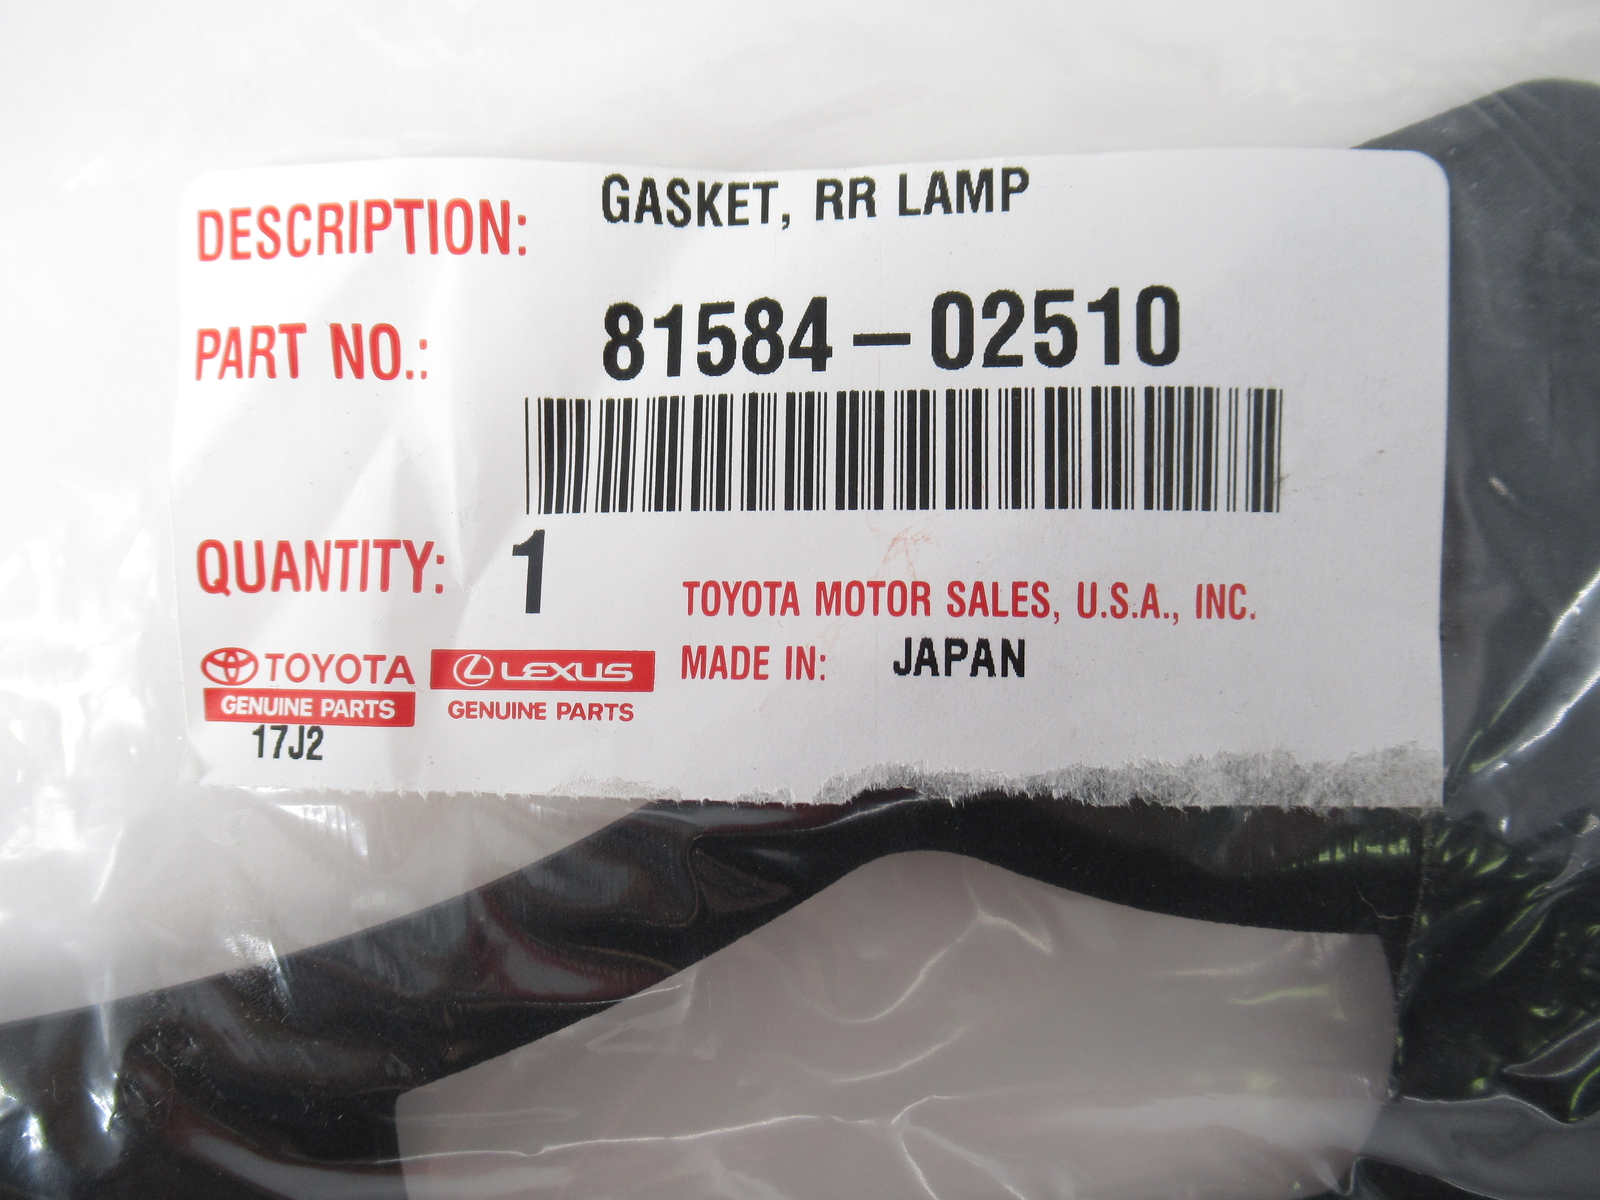 DESCRIPTION: GASKET, RR LAMP
PART NO.: 81584-02510
QUANTITY: 1
TOYOTA MOTOR SALES, U.S.A., INC.
TOYOTA LEXUS MADE IN: JAPAN
GENUINE PARTS GENUINE PARTS
17J2